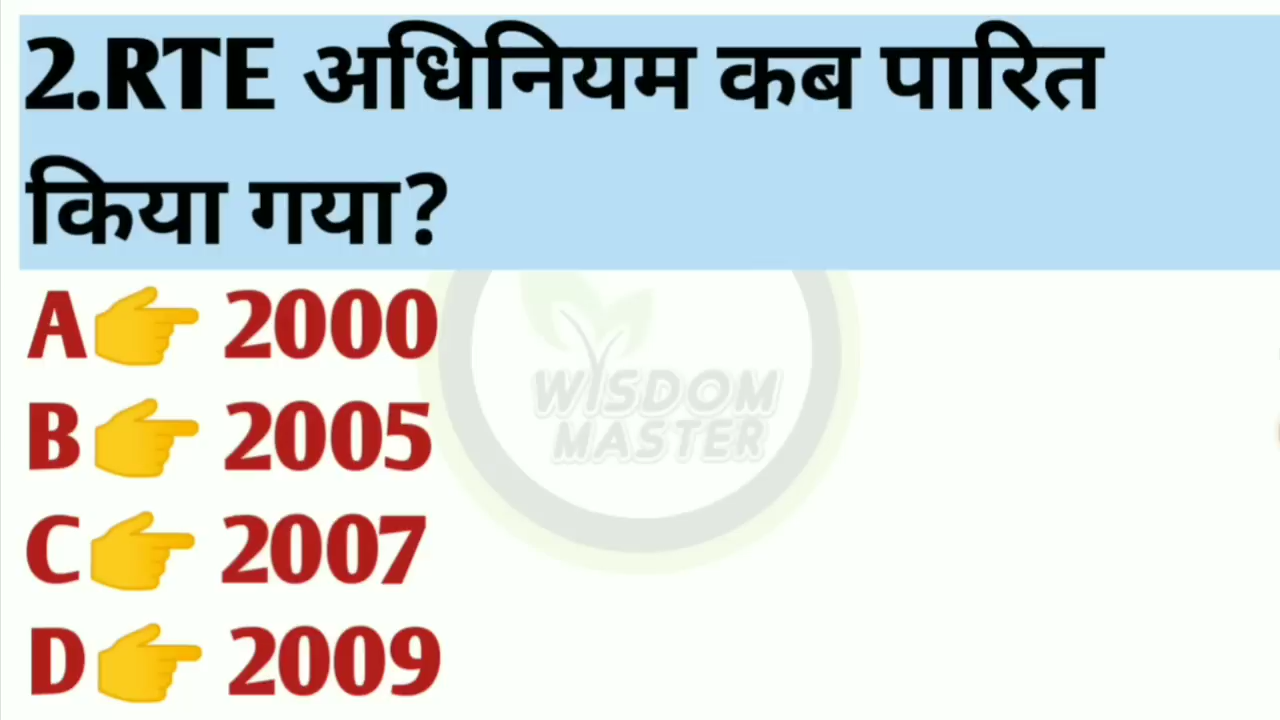 2.RTE अधिनियम कब पारित
किया गया?
A👉 2000
B👉 2005
C👉 2007
D👉 2009
WISDOM
MASTER